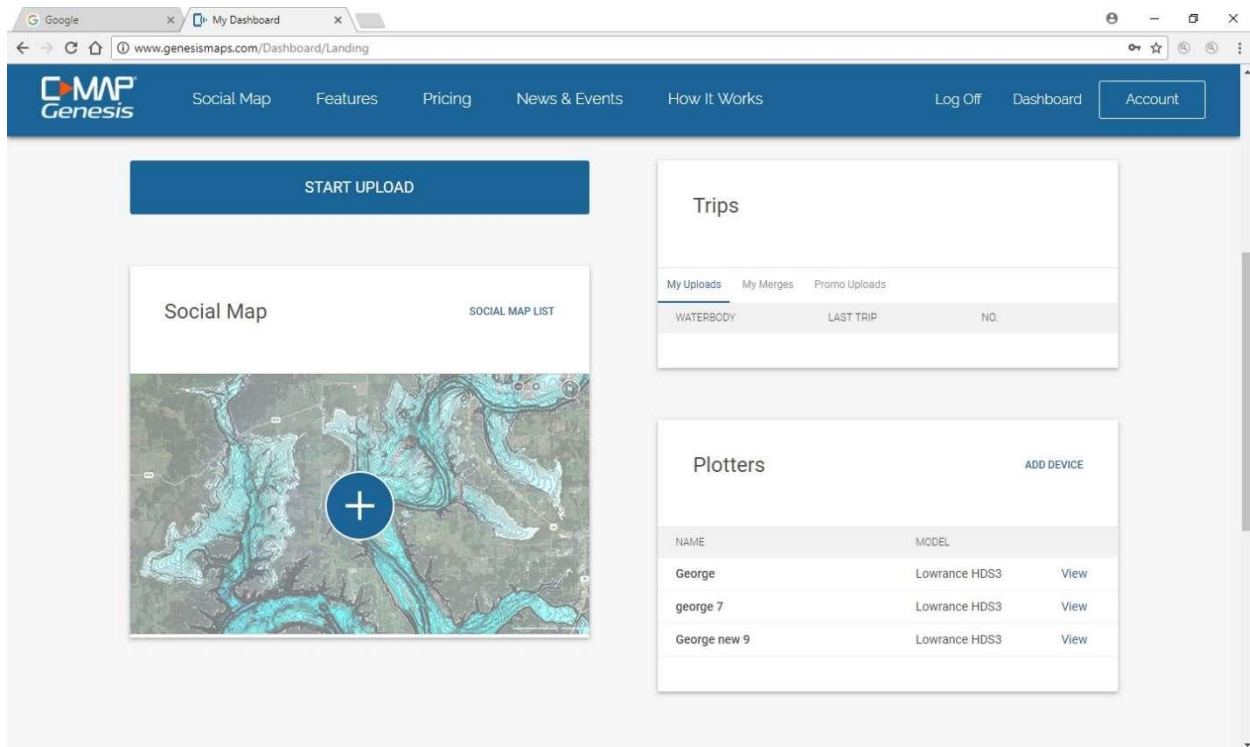 Google
My Dashboard
www.genesismaps.com/Dashboard/Landing
C-MAP
Genesis
Social Map Features Pricing News & Events How It Works Log Off Dashboard Account
START UPLOAD
Social Map SOCIAL MAP LIST
Trips
My Uploads My Merges Promo Uploads
WATERBODY LAST TRIP NO.
Plotters ADD DEVICE
NAME MODEL
George Lowrance HDS3 View
george 7 Lowrance HDS3 View
George new 9 Lowrance HDS3 View